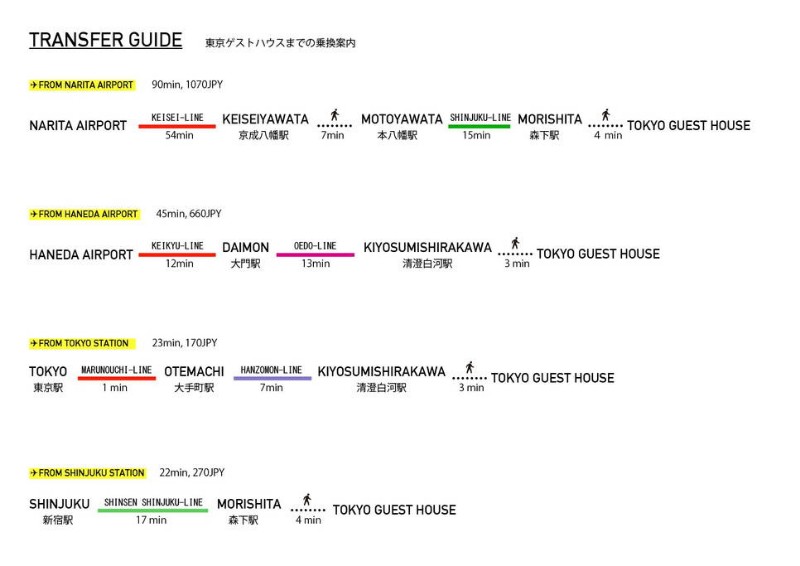 TRANSFER GUIDE 東京ゲストハウスまでの乗換案内
✈FROM NARITA AIRPORT 90min, 1070JPY
NARITA AIRPORT KEISEI-LINE 54min KEISEIYAWATA 京成八幡駅 7min MOTOYAWATA 本八幡駅 SHINJUKU-LINE 15min MORISHITA 森下駅 4 min TOKYO GUEST HOUSE
✈FROM HANEDA AIRPORT 45min, 660JPY
HANEDA AIRPORT KEIKYU-LINE 12min DAIMON 大門駅 OEDO-LINE 13min KIYOSUMISHIRAKAWA 清澄白河駅 3 min TOKYO GUEST HOUSE
✈FROM TOKYO STATION 23min, 170JPY
TOKYO 東京駅 MARUNOUCHI-LINE 1 min OTEMACHI 大手町駅 HANZOMON-LINE 7min KIYOSUMISHIRAKAWA 清澄白河駅 3 min TOKYO GUEST HOUSE
✈FROM SHINJUKU STATION 22min, 270JPY
SHINJUKU 新宿駅 SHINSEN SHINJUKU-LINE 17 min MORISHITA 森下駅 4 min TOKYO GUEST HOUSE